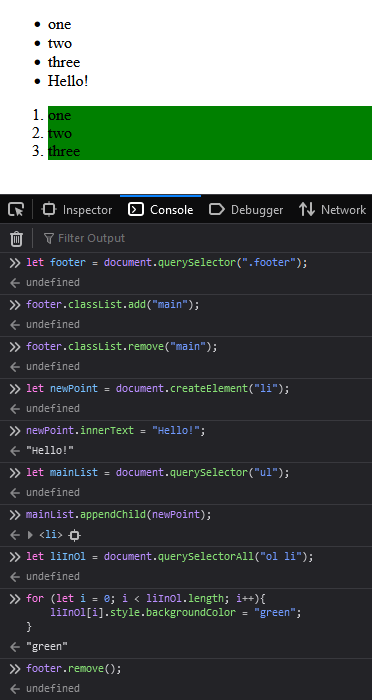 • one
• two
• three
• Hello!
1. one
2. two
3. three
Inspector Console Debugger Network
Filter Output
let footer = document.querySelector(".footer");
undefined
footer.classList.add("main");
undefined
footer.classList.remove("main");
undefined
let newPoint = document.createElement("li");
undefined
newPoint.innerText = "Hello!";
"Hello!"
let mainList = document.querySelector("ul");
undefined
mainList.appendChild(newPoint);
<li>
let liInOl = document.querySelectorAll("ol li");
undefined
for (let i = 0; i < liInOl.length; i++){
liInOl[i].style.backgroundColor = "green";
}
"green"
footer.remove();
undefined